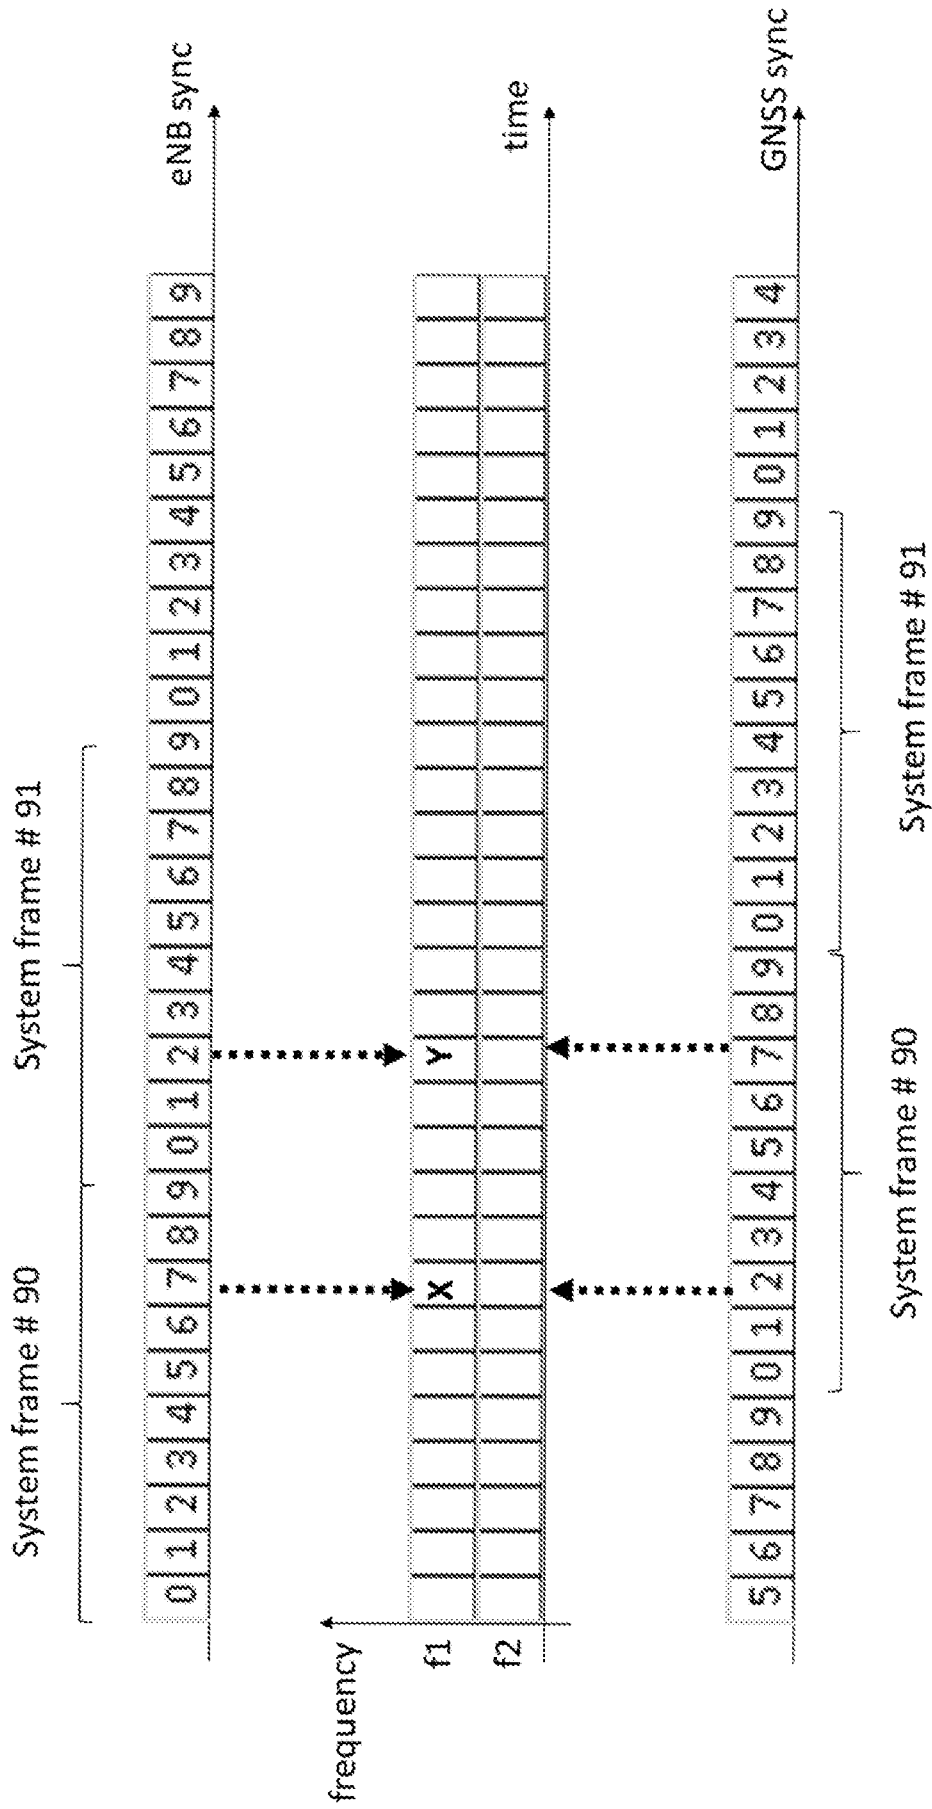 System frame # 90 System frame # 91
0 1 2 3 4 5 6 7 8 9 0 1 2 3 4 5 6 7 8 9 0 1 2 3 4 5 6 7 8 9 eNB sync
frequency
f1 X Y
f2
time
5 6 7 8 9 0 1 2 3 4 5 6 7 8 9 0 1 2 3 4 5 6 7 8 9 0 1 2 3 4 GNSS sync
System frame # 90 System frame # 91